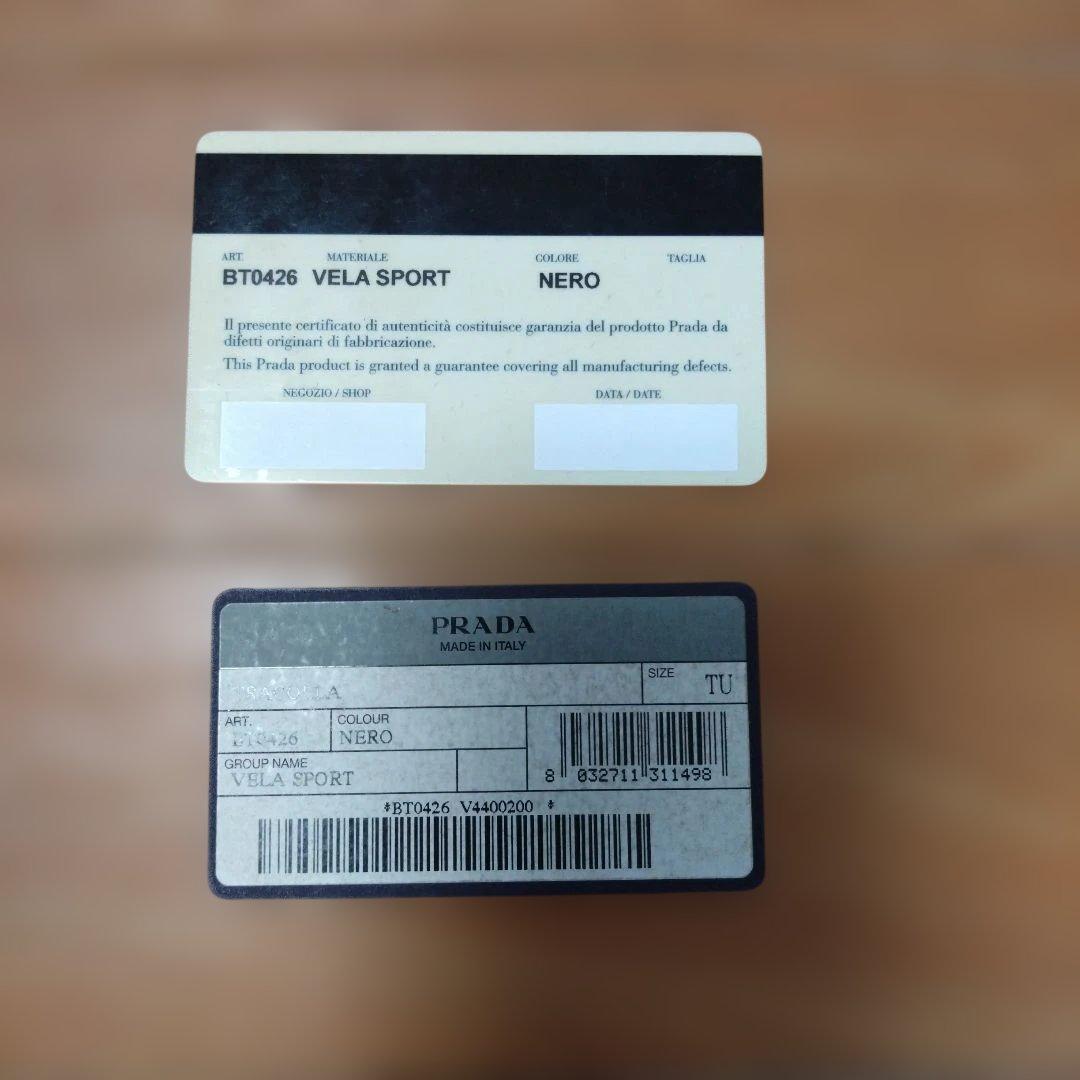 ART. MATERIALE COLORE TAGLIA
BT0426 VELA SPORT NERO
Il presente certificato di autenticità costituisce garanzia del prodotto Prada da
difetti originari di fabbricazione.
This Prada product is granted a guarantee covering all manufacturing defects.
NEGOZIO / SHOP DATA / DATE
PRADA
MADE IN ITALY
TRACOLLA
SIZE TU
ART. COLOUR
BT0426 NERO
GROUP NAME
VELA SPORT
8 032711 311498
*BT0426 V4400200 *